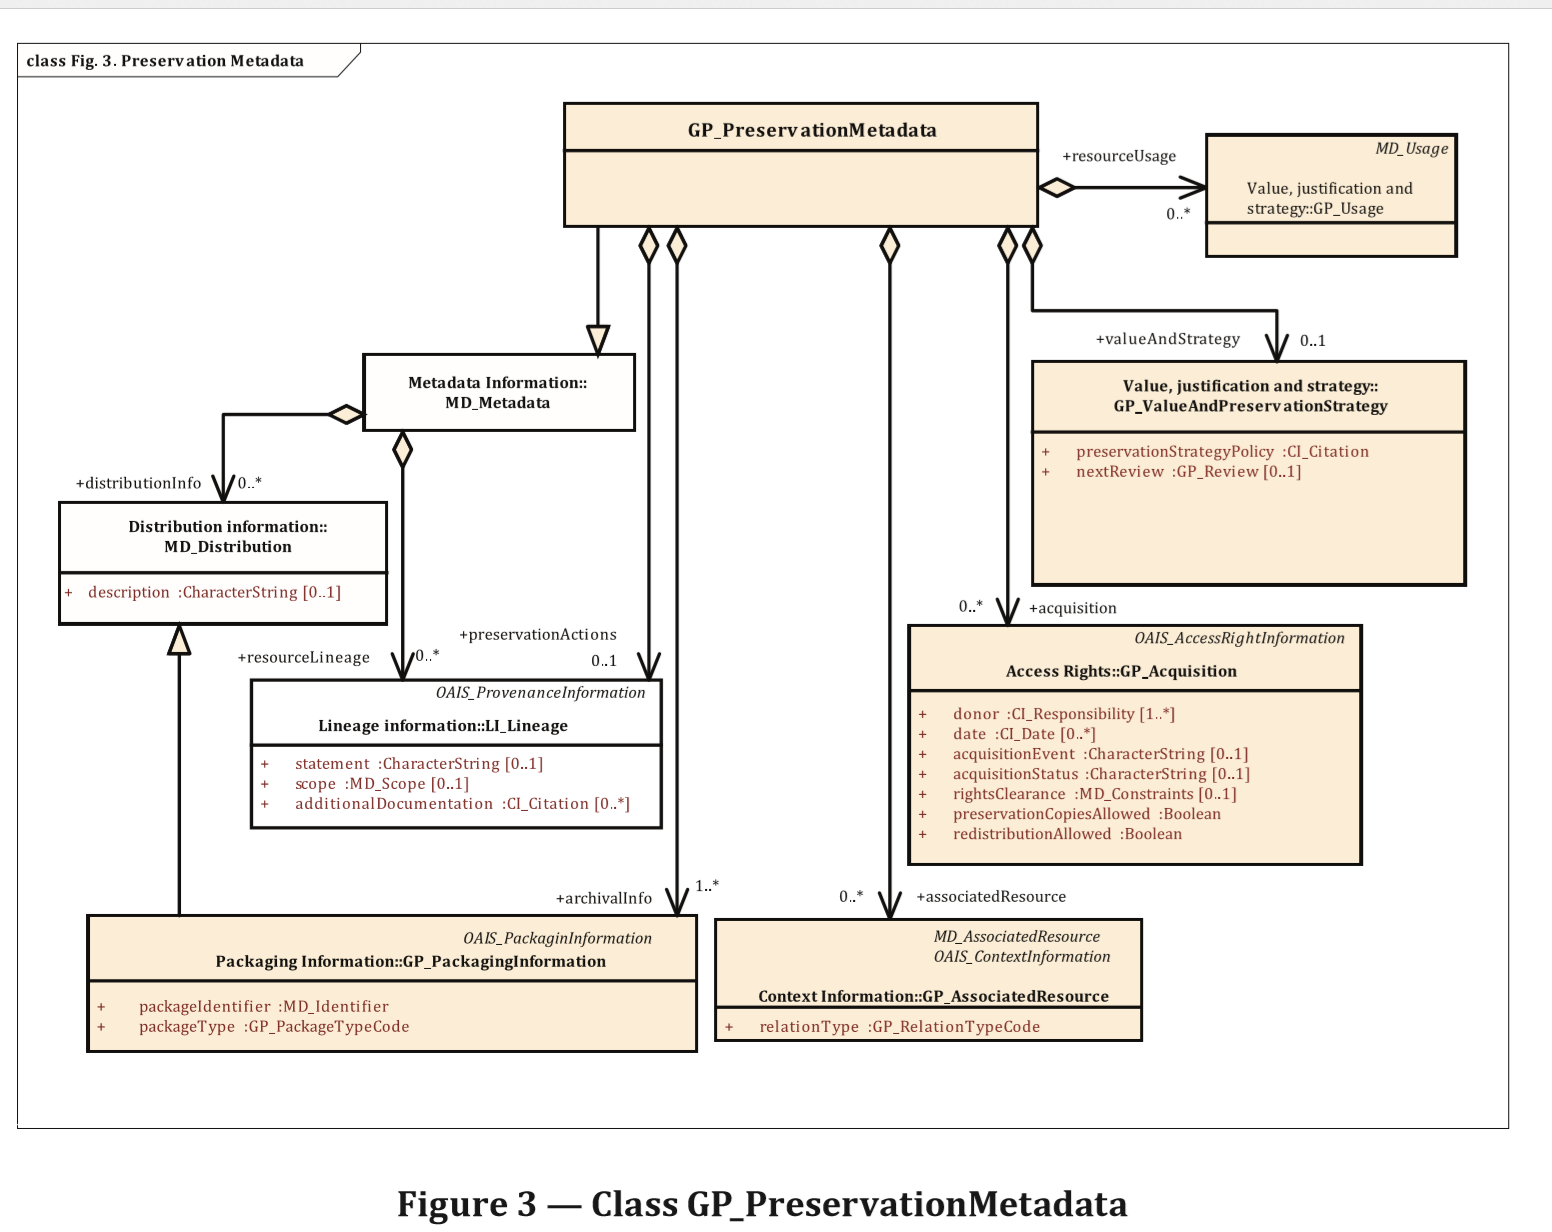 class Fig. 3. Preservation Metadata
GP_PreservationMetadata
+resourceUsage
0..*
MD_Usage
Value, justification and
strategy::GP_Usage
+valueAndStrategy
0..1
Metadata Information::
MD_Metadata
Value, justification and strategy::
GP_ValueAndPreservationStrategy
+ preservationStrategyPolicy :CI_Citation
+ nextReview :GP_Review [0..1]
+distributionInfo
0..*
Distribution information::
MD_Distribution
+ description :CharacterString [0..1]
+resourceLineage
0..*
+preservationActions
0..1
OAIS_ProvenanceInformation
Lineage information::LI_Lineage
+ statement :CharacterString [0..1]
+ scope :MD_Scope [0..1]
+ additionalDocumentation :CI_Citation [0..*]
0..*
+acquisition
OAIS_AccessRightInformation
Access Rights::GP_Acquisition
+ donor :CI_Responsibility [1..*]
+ date :CI_Date [0..*]
+ acquisitionEvent :CharacterString [0..1]
+ acquisitionStatus :CharacterString [0..1]
+ rightsClearance :MD_Constraints [0..1]
+ preservationCopiesAllowed :Boolean
+ redistributionAllowed :Boolean
+archivalInfo
1..*
OAIS_PackaginInformation
Packaging Information::GP_PackagingInformation
+ packageIdentifier :MD_Identifier
+ packageType :GP_PackageTypeCode
0..*
+associatedResource
MD_AssociatedResource
OAIS_ContextInformation
Context Information::GP_AssociatedResource
+ relationType :GP_RelationTypeCode
Figure 3 — Class GP_PreservationMetadata